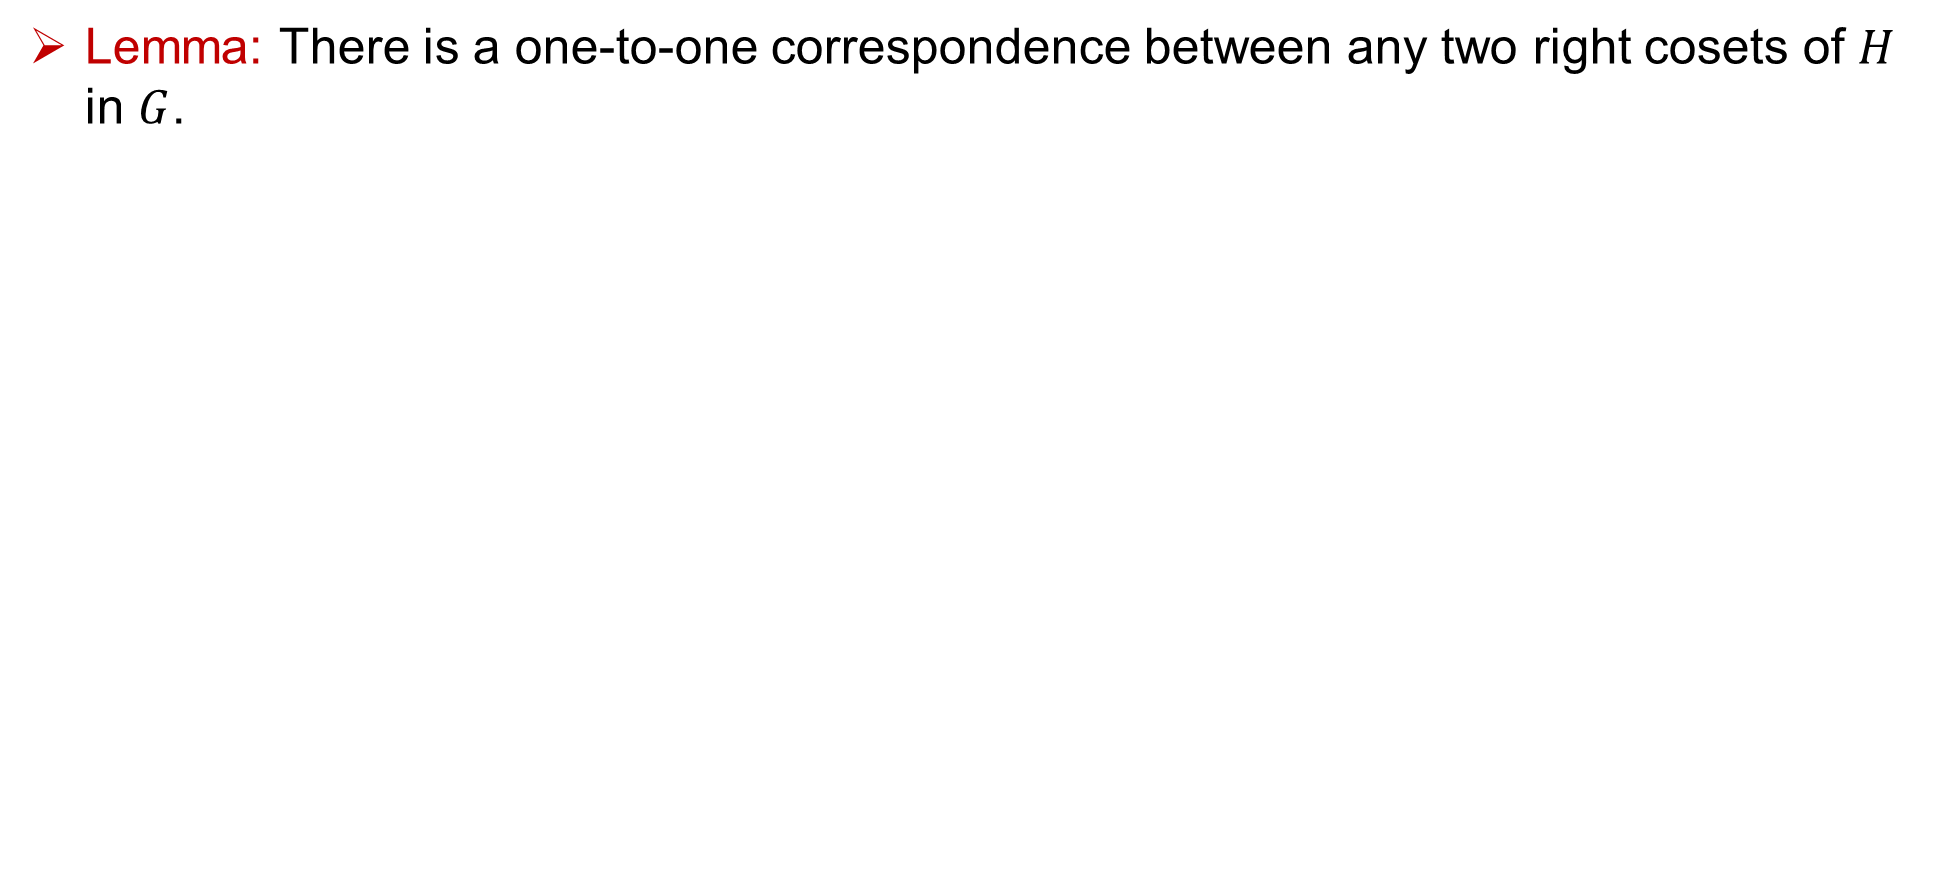 ➢ Lemma: There is a one-to-one correspondence between any two right cosets of 𝐻
in 𝐺.